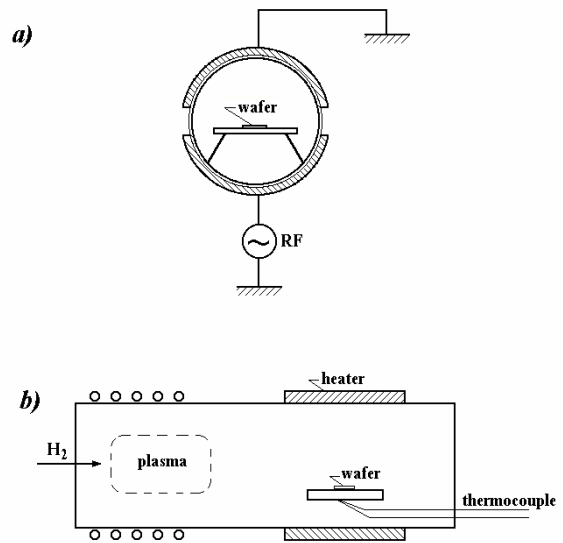 a)
wafer
RF
b)
heater
H₂
plasma
wafer
thermocouple